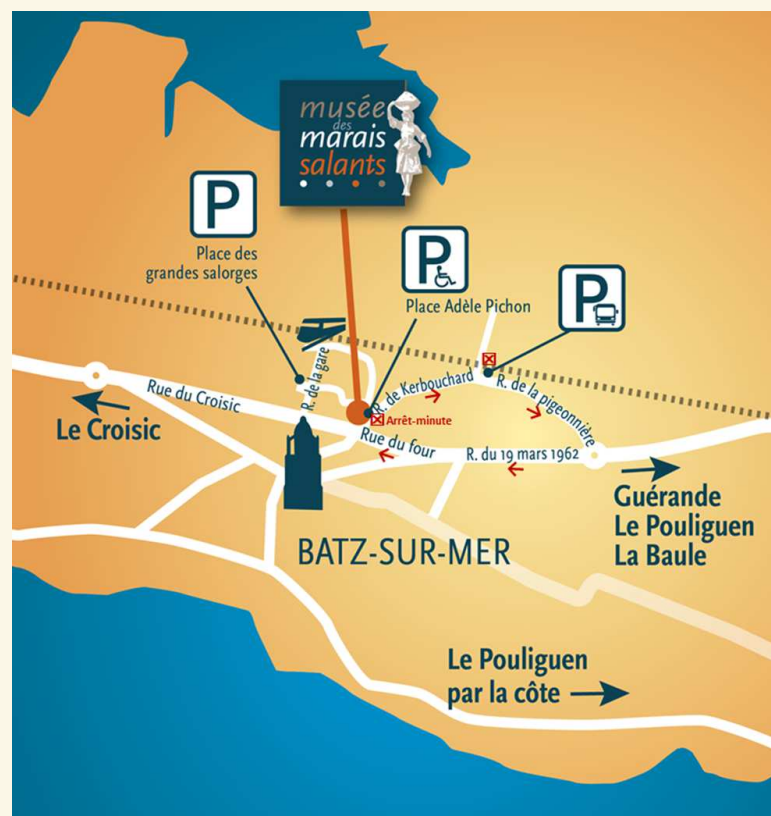 musée
des
marais
salants
P
Place des
grandes salorges
P
Place Adèle Pichon
P
R. de la gare
R. de Kerbouchard
R. de la pigeonnière
Rue du Croisic
Arrêt-minute
Le Croisic
Rue du four
R. du 19 mars 1962
Guérande
Le Pouliguen
La Baule
BATZ-SUR-MER
Le Pouliguen
par la côte